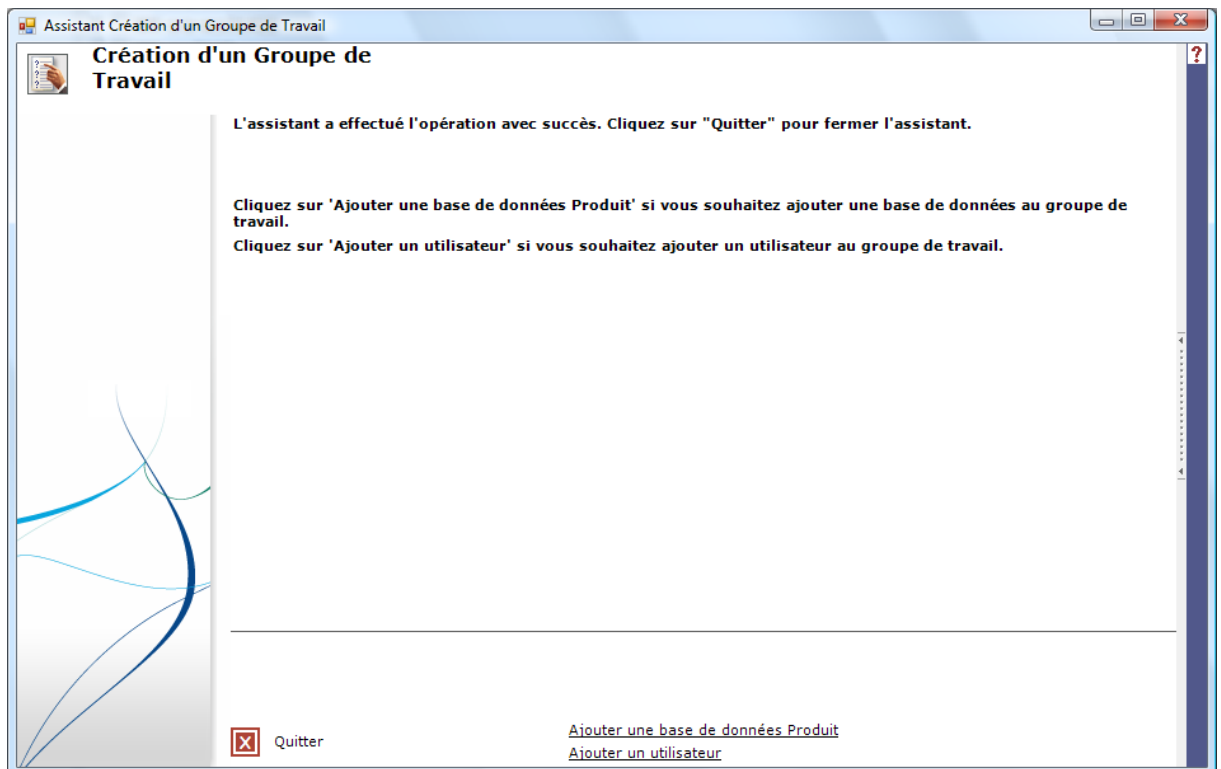 Assistant Création d'un Groupe de Travail
Création d'un Groupe de
Travail
?
L'assistant a effectué l'opération avec succès. Cliquez sur "Quitter" pour fermer l'assistant.
Cliquez sur 'Ajouter une base de données Produit' si vous souhaitez ajouter une base de données au groupe de
travail.
Cliquez sur 'Ajouter un utilisateur' si vous souhaitez ajouter un utilisateur au groupe de travail.
Quitter
Ajouter une base de données Produit
Ajouter un utilisateur